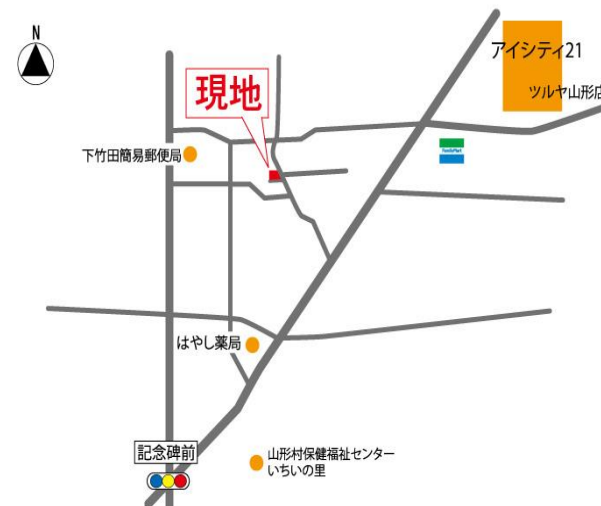 N
アイシティ21
ツルヤ山形店
現地
FamilyMart
下竹田簡易郵便局
はやし薬局
記念碑前
山形村保健福祉センター
いちいの里